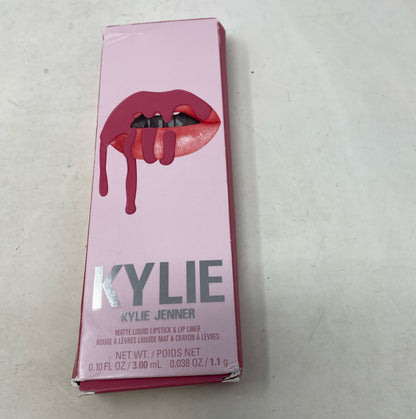 KYLIE
KYLIE JENNER
MATTE LIQUID LIPSTICK & LIP LINER
ROUGE À LÈVRES LIQUIDE MAT & CRAYON À LÈVRES
NET WT. / POIDS NET
0.10 FL OZ / 3.00 mL 0.038 OZ / 1.1 g